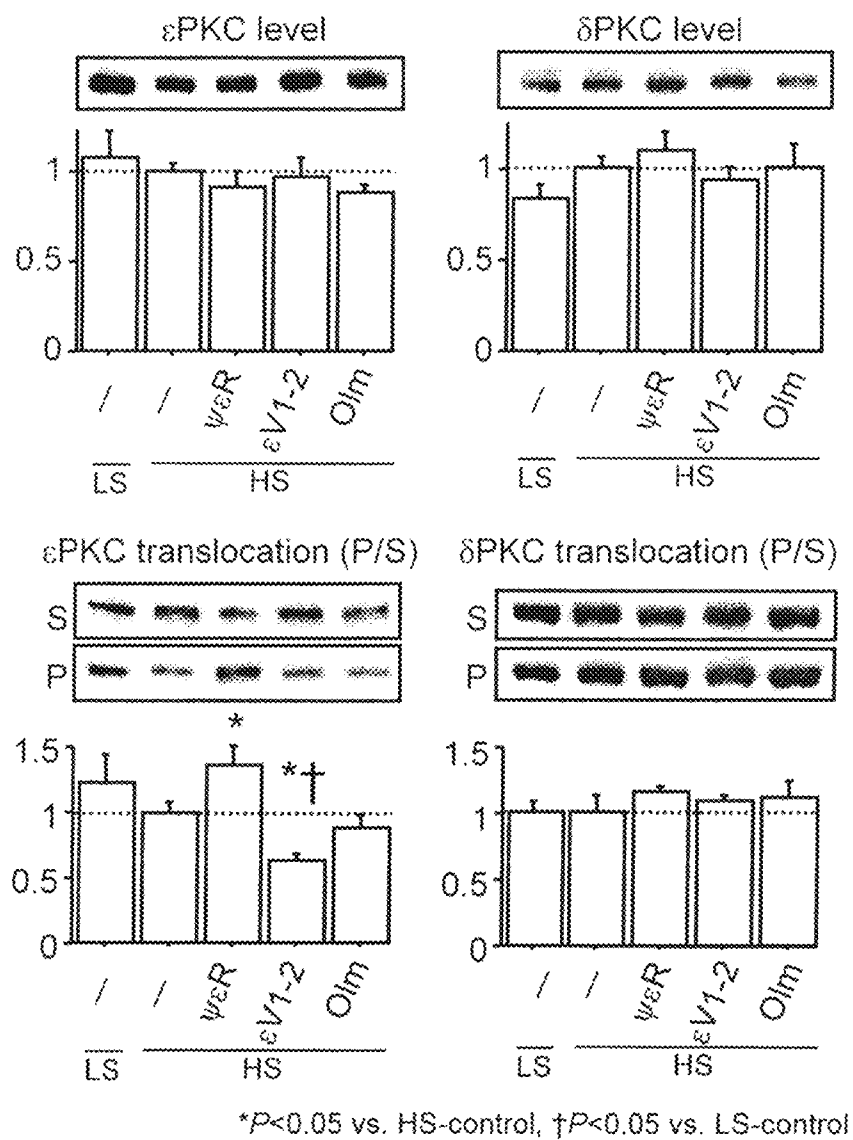 εPKC level
1
0.5
0
/ / ψεR εV1-2 Olm
LS HS
δPKC level
1
0.5
0
/ / ψεR εV1-2 Olm
LS HS
εPKC translocation (P/S)
S
P
* *†
1.5
1
0.5
0
/ / ψεR εV1-2 Olm
LS HS
δPKC translocation (P/S)
S
P
1.5
1
0.5
0
/ / ψεR εV1-2 Olm
LS HS
*P<0.05 vs. HS-control, †P<0.05 vs. LS-control